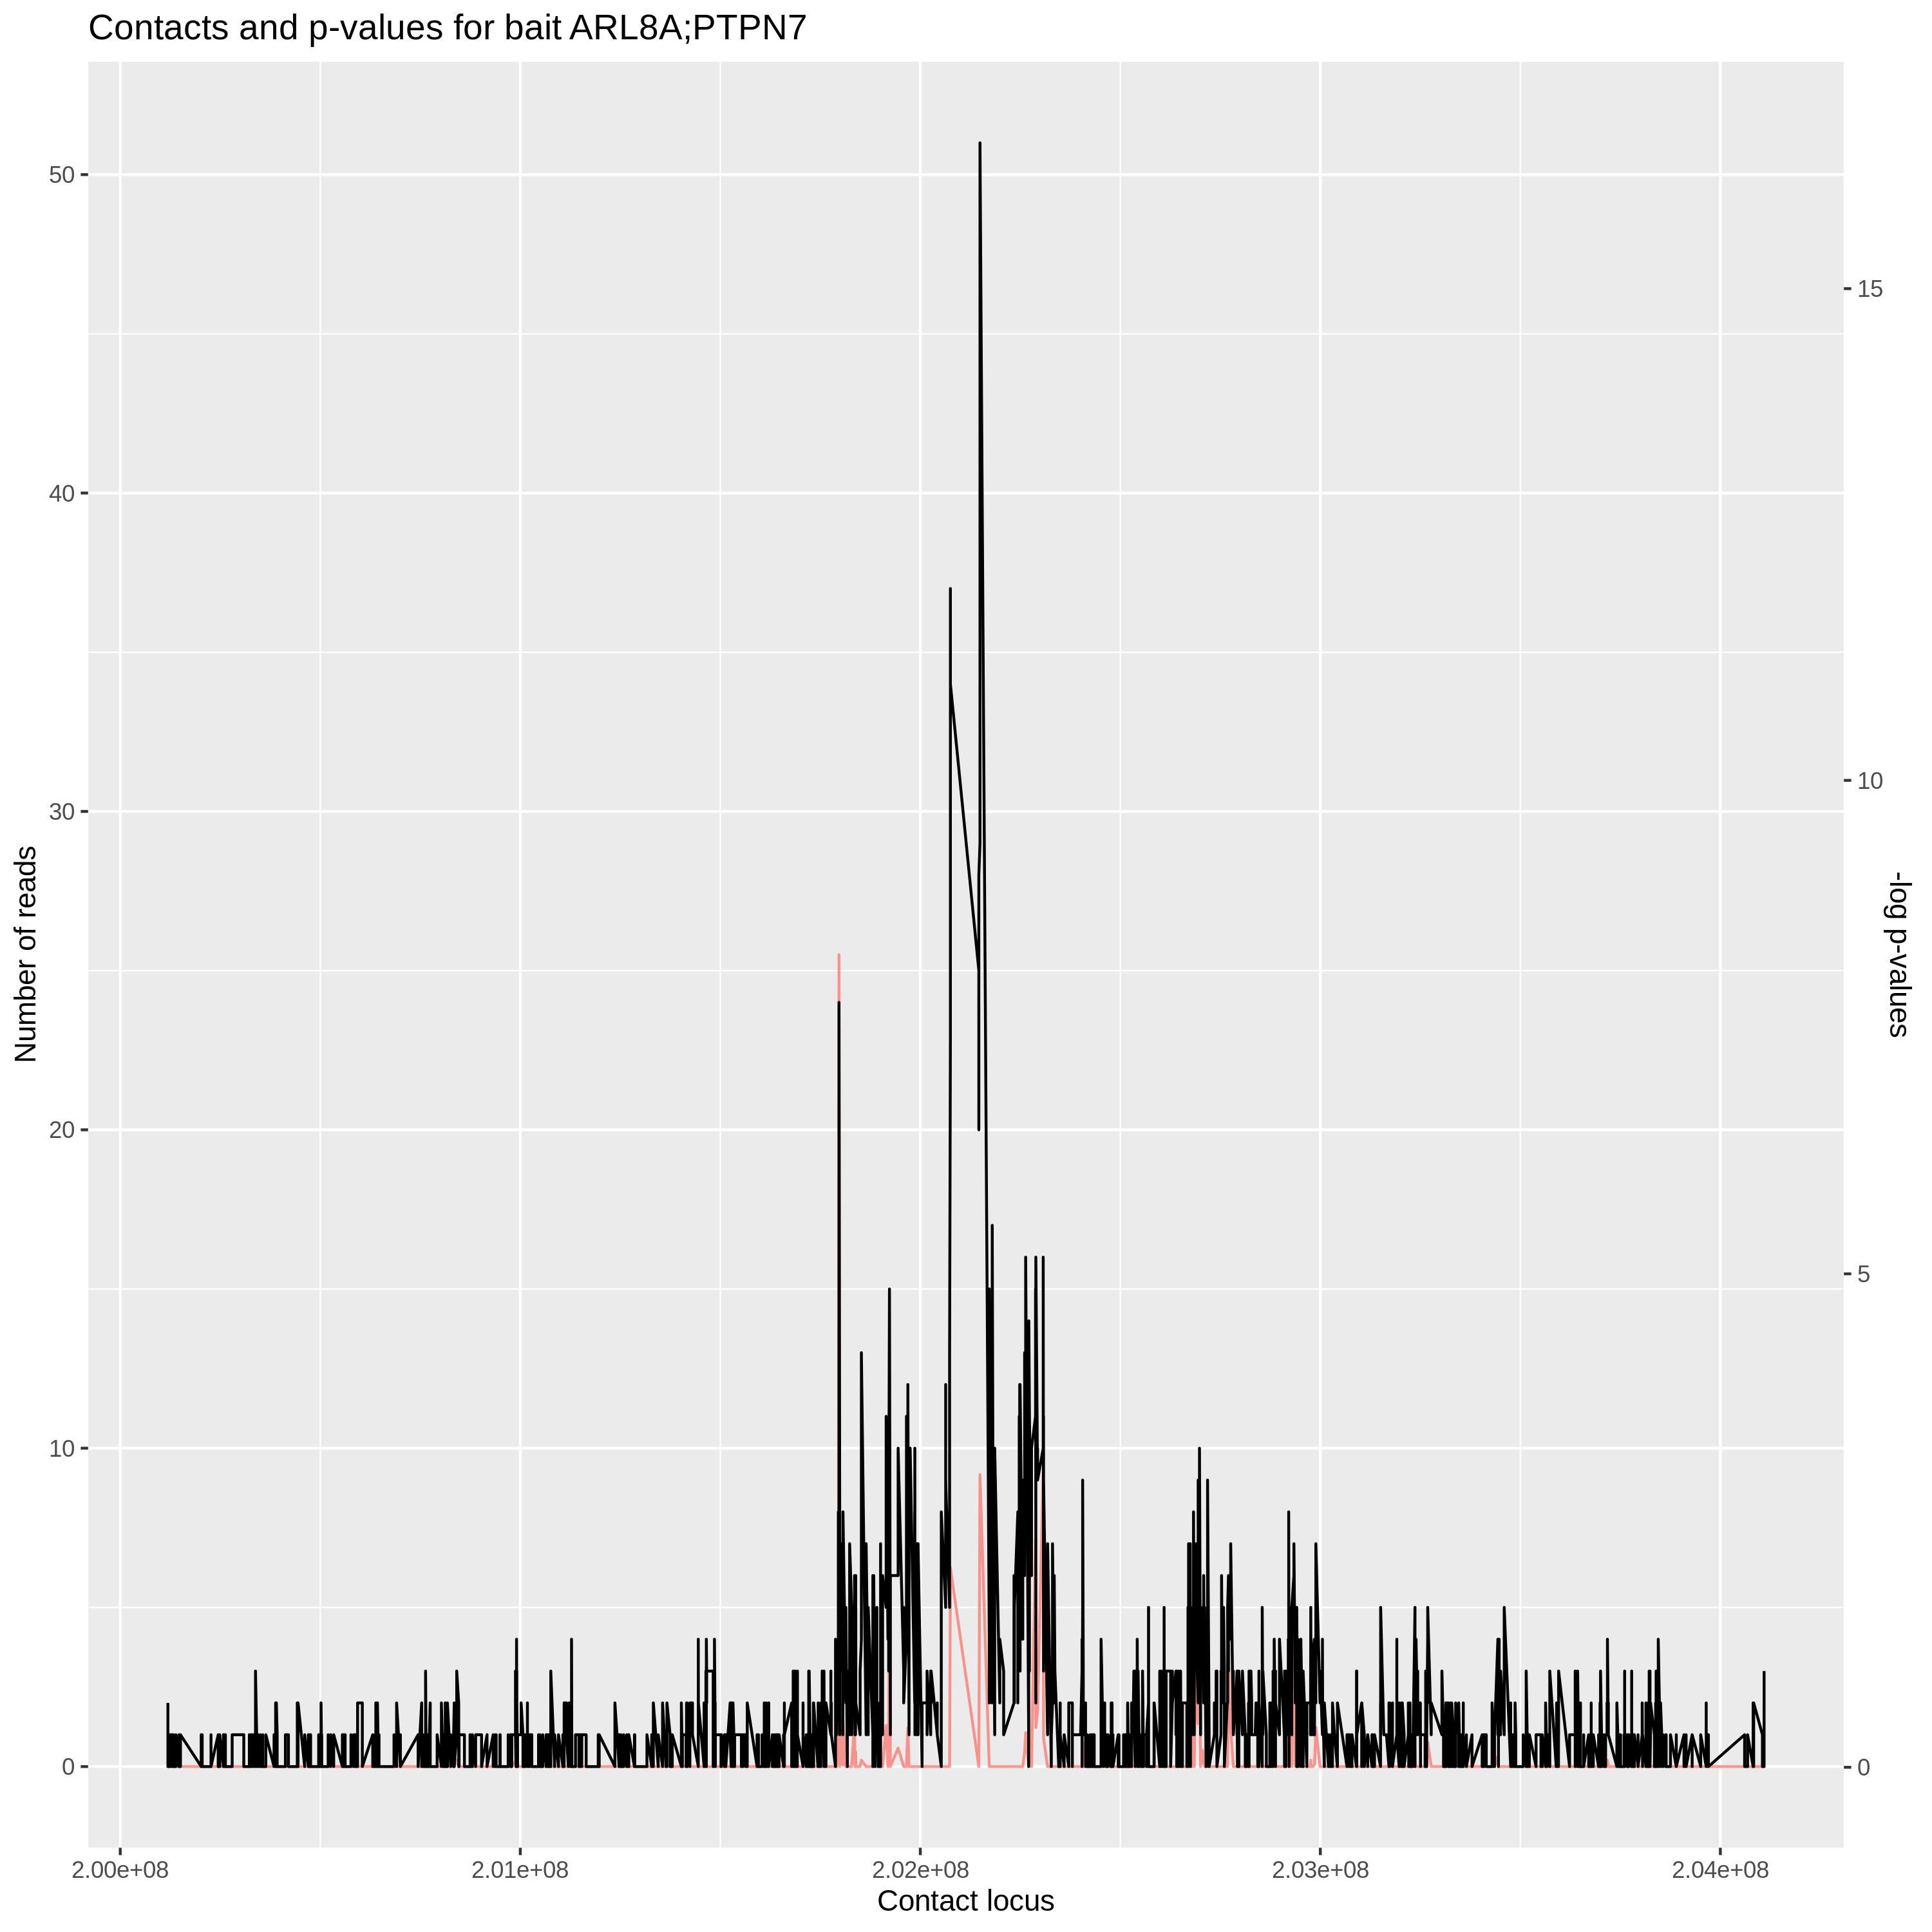 Contacts and p-values for bait ARL8A;PTPN7
50
40
30
20
10
0
Number of reads
15
10
5
0
-log p-values
2.00e+08
2.01e+08
2.02e+08
2.03e+08
2.04e+08
Contact locus